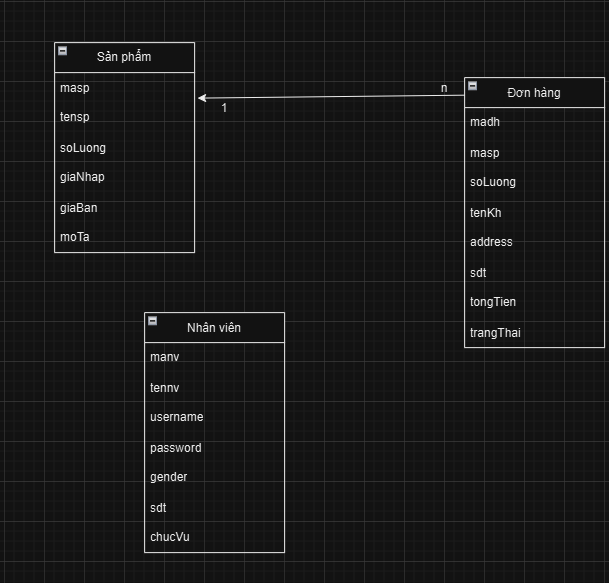 Sản phẩm
masp
tensp
soLuong
giaNhap
giaBan
moTa
1
n
Đơn hàng
madh
masp
soLuong
tenKh
address
sdt
tongTien
trangThai
Nhân viên
manv
tennv
username
password
gender
sdt
chucVu